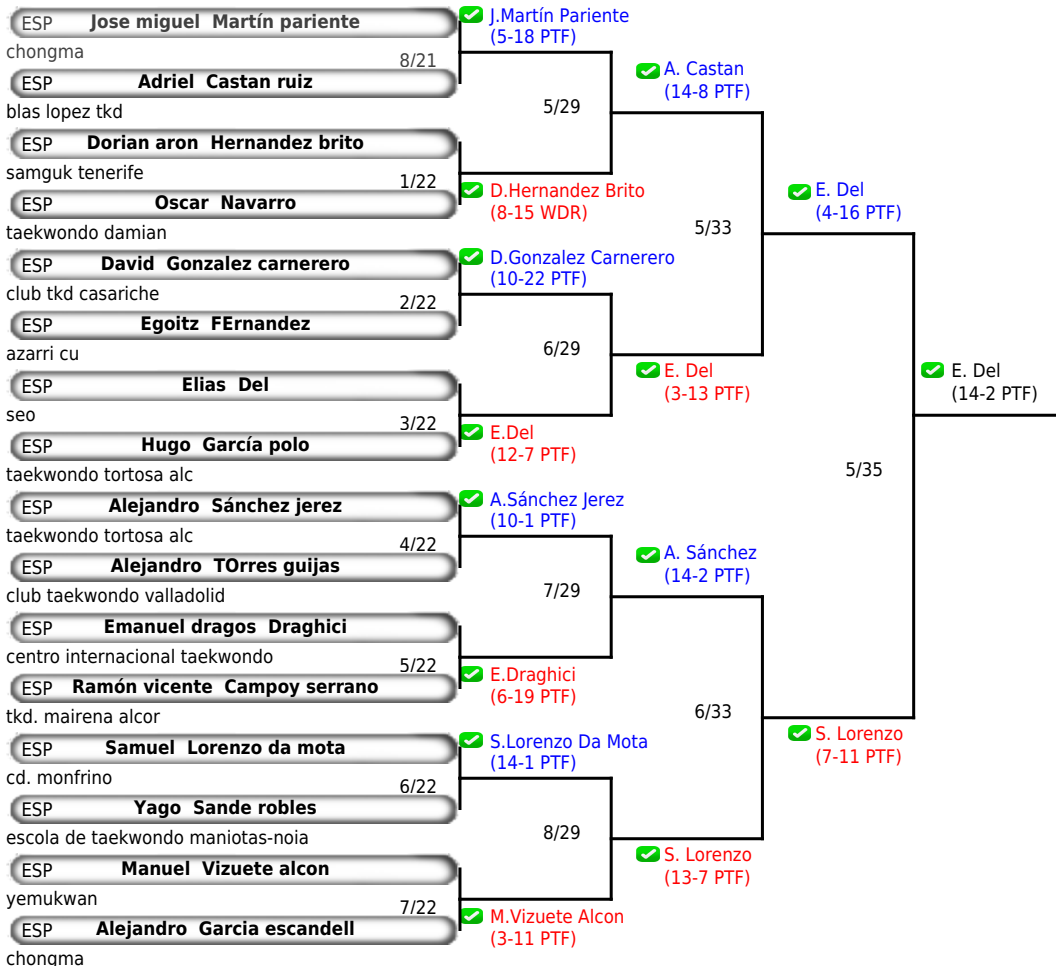 ESP Jose miguel Martín pariente
chongma
8/21
ESP Adriel Castan ruiz
blas lopez tkd
ESP Dorian aron Hernandez brito
samguk tenerife
1/22
ESP Oscar Navarro
taekwondo damian
ESP David Gonzalez carnerero
club tkd casariche
2/22
ESP Egoitz FErnandez
azarri cu
ESP Elias Del
seo
3/22
ESP Hugo García polo
taekwondo tortosa alc
ESP Alejandro Sánchez jerez
taekwondo tortosa alc
4/22
ESP Alejandro TOrres guijas
club taekwondo valladolid
ESP Emanuel dragos Draghici
centro internacional taekwondo
5/22
ESP Ramón vicente Campoy serrano
tkd. mairena alcor
ESP Samuel Lorenzo da mota
cd. monfrino
6/22
ESP Yago Sande robles
escola de taekwondo maniotas-noia
ESP Manuel Vizuete alcon
yemukwan
7/22
ESP Alejandro Garcia escandell
chongma
J.Martín Pariente
(5-18 PTF)
5/29
D.Hernandez Brito
(8-15 WDR)
D.Gonzalez Carnerero
(10-22 PTF)
6/29
E.Del
(12-7 PTF)
A.Sánchez Jerez
(10-1 PTF)
7/29
E.Draghici
(6-19 PTF)
S.Lorenzo Da Mota
(14-1 PTF)
8/29
M.Vizuete Alcon
(3-11 PTF)
A. Castan
(14-8 PTF)
5/33
E. Del
(3-13 PTF)
A. Sánchez
(14-2 PTF)
6/33
S. Lorenzo
(13-7 PTF)
E. Del
(4-16 PTF)
5/35
S. Lorenzo
(7-11 PTF)
E. Del
(14-2 PTF)